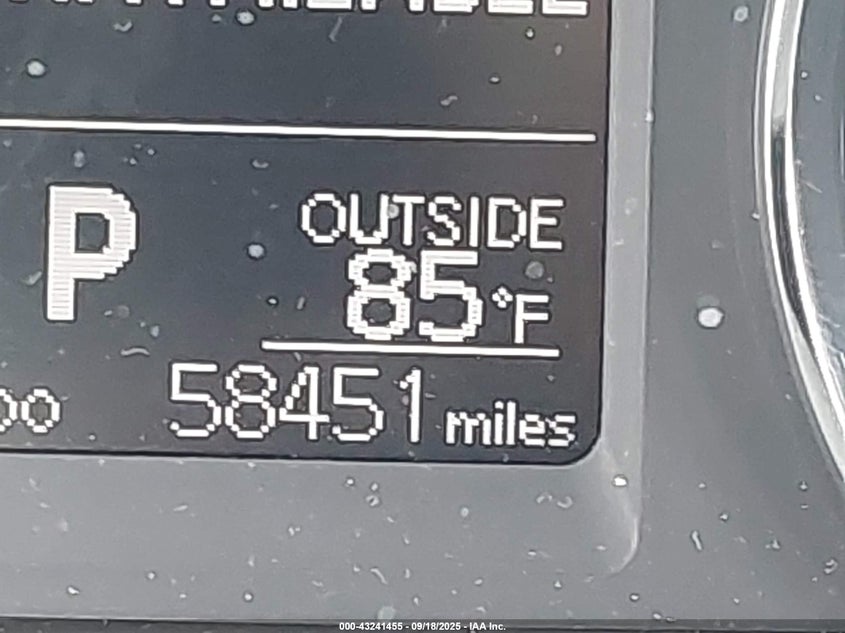 P
OUTSIDE
85°F
58451 miles
000-43241455 - 09/18/2025 - IAA Inc.